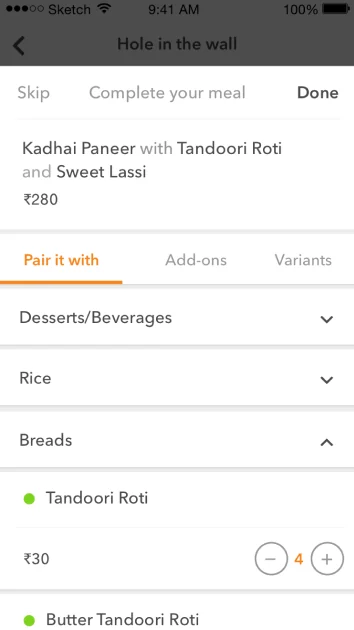 Sketch 9:41 AM 100%
Hole in the wall
Skip Complete your meal Done
Kadhai Paneer with Tandoori Roti
and Sweet Lassi
₹280
Pair it with Add-ons Variants
Desserts/Beverages
Rice
Breads
Tandoori Roti
₹30 − 4 +
Butter Tandoori Roti